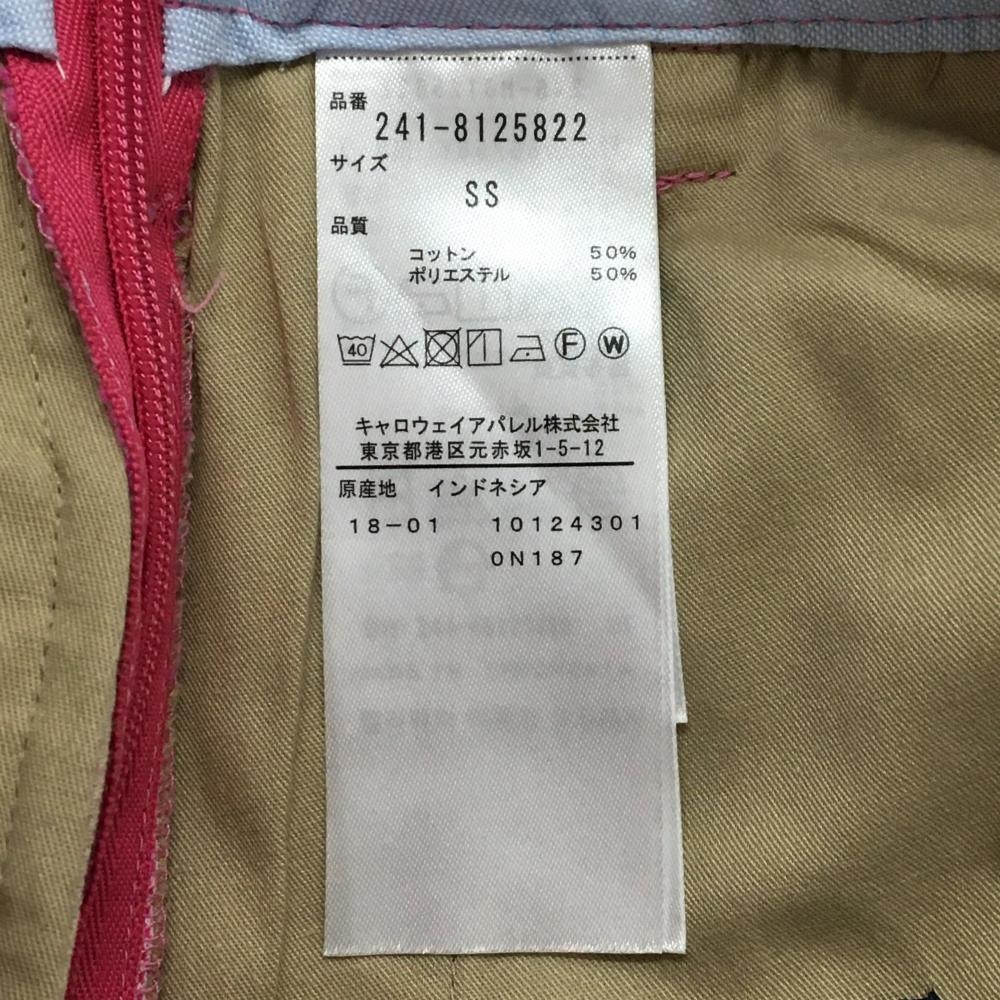 品番
241-8125822
サイズ
SS
品質
コットン 50%
ポリエステル 50%
40 F W
キャロウェイアパレル株式会社
東京都港区元赤坂1-5-12
原産地 インドネシア
18-01 10124301
0N187